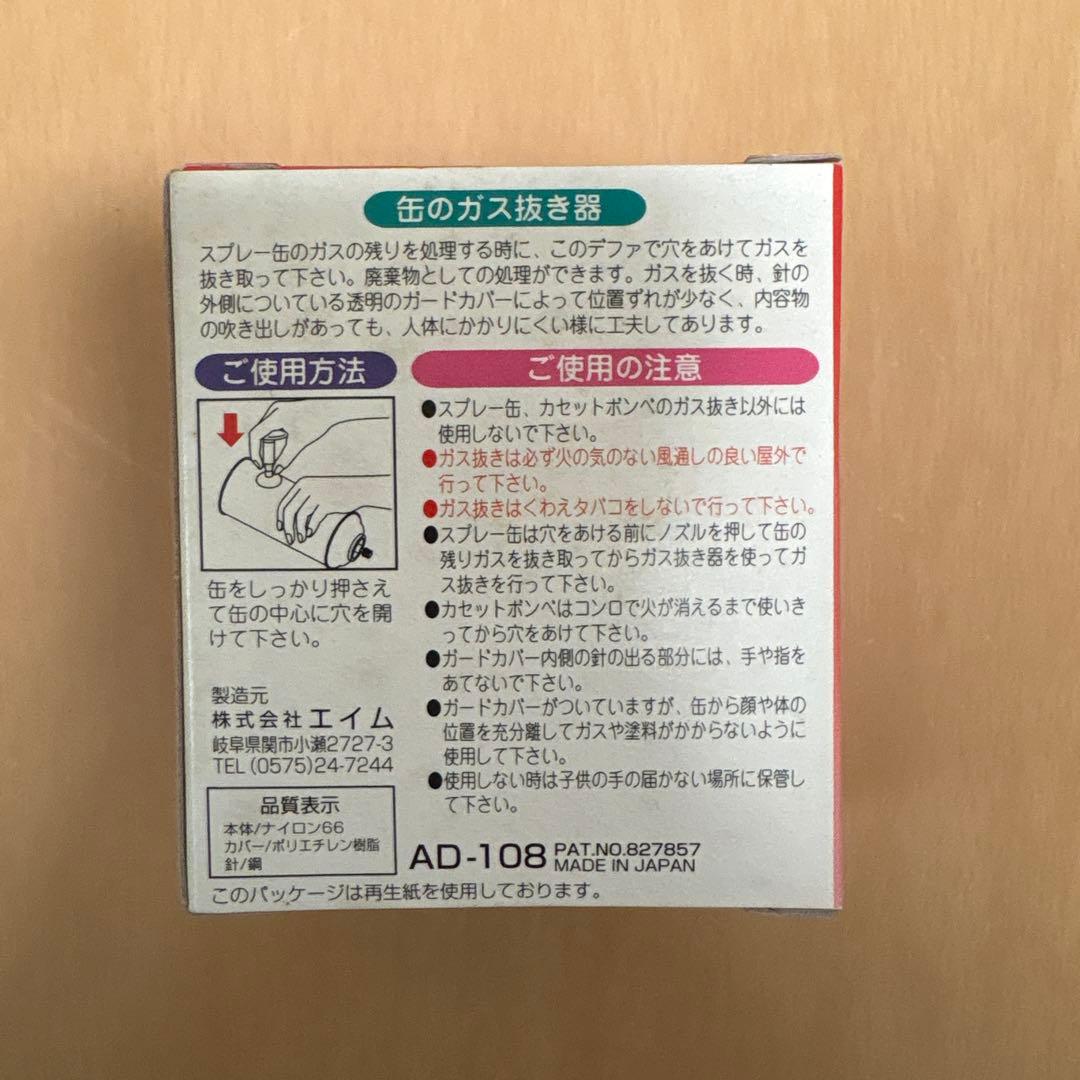 缶のガス抜き器
スプレー缶のガスの残りを処理する時に、このデファで穴をあけてガスを
抜き取って下さい。廃棄物としての処理ができます。ガスを抜く時、針の
外側についている透明のガードカバーによって位置ずれが少なく、内容物
の吹き出しがあっても、人体にかかりにくい様に工夫してあります。
ご使用方法
缶をしっかり押さえ
て缶の中心に穴を開
けて下さい。
ご使用の注意
●スプレー缶、カセットボンベのガス抜き以外には
使用しないで下さい。
●ガス抜きは必ず火の気のない風通しの良い屋外で
行って下さい。
●ガス抜きはくわえタバコをしないで行って下さい。
●スプレー缶は穴をあける前にノズルを押して缶の
残りガスを抜き取ってからガス抜き器を使ってガ
ス抜きを行って下さい。
●カセットボンベはコンロで火が消えるまで使いき
ってから穴をあけて下さい。
●ガードカバー内側の針の出る部分には、手や指を
あてないで下さい。
●ガードカバーがついていますが、缶から顔や体の
位置を充分離してガスや塗料がかからないように
使用して下さい。
●使用しない時は子供の手の届かない場所に保管し
て下さい。
製造元
株式会社エイム
岐阜県関市小瀬2727-3
TEL(0575)24-7244
品質表示
本体/ナイロン66
カバー/ポリエチレン樹脂
針/鋼
AD-108
PAT.NO.827857
MADE IN JAPAN
このパッケージは再生紙を使用しております。